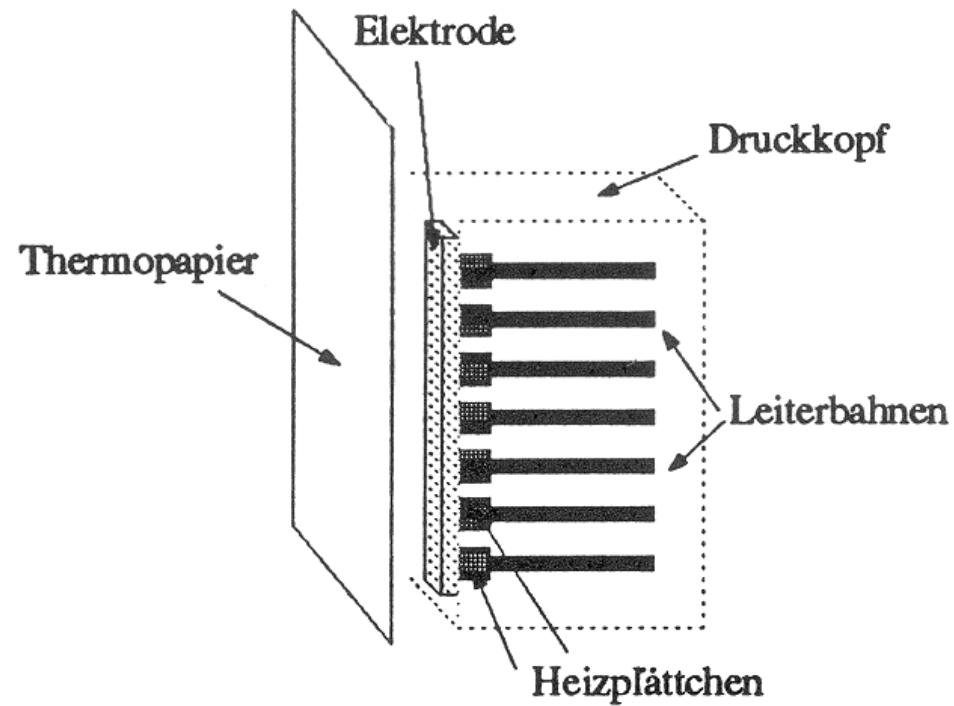 Elektrode
Druckkopf
Thermopapier
Leiterbahnen
Heizplättchen